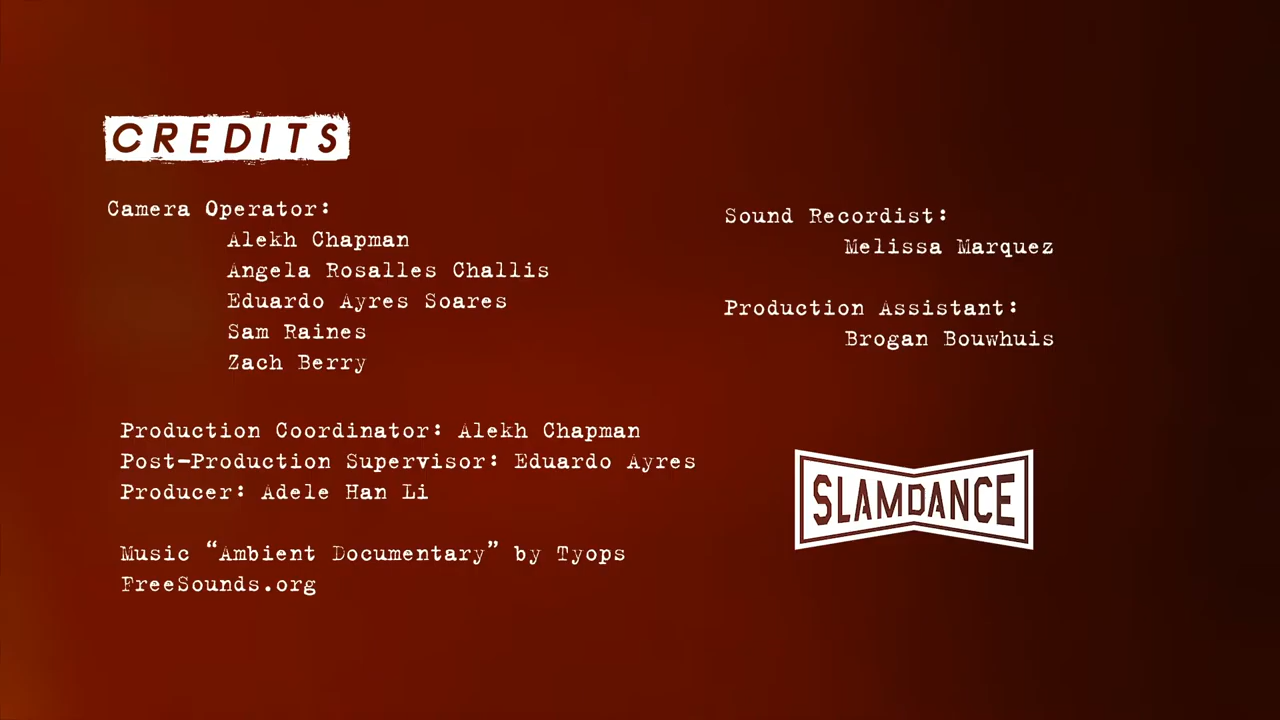 CREDITS
Camera Operator:
Alekh Chapman
Angela Rosalles Challis
Eduardo Ayres Soares
Sam Raines
Zach Berry
Production Coordinator: Alekh Chapman
Post-Production Supervisor: Eduardo Ayres
Producer: Adele Han Li
Music “Ambient Documentary” by Tyops
FreeSounds.org
Sound Recordist:
Melissa Marquez
Production Assistant:
Brogan Bouwhuis
SLAMDANCE